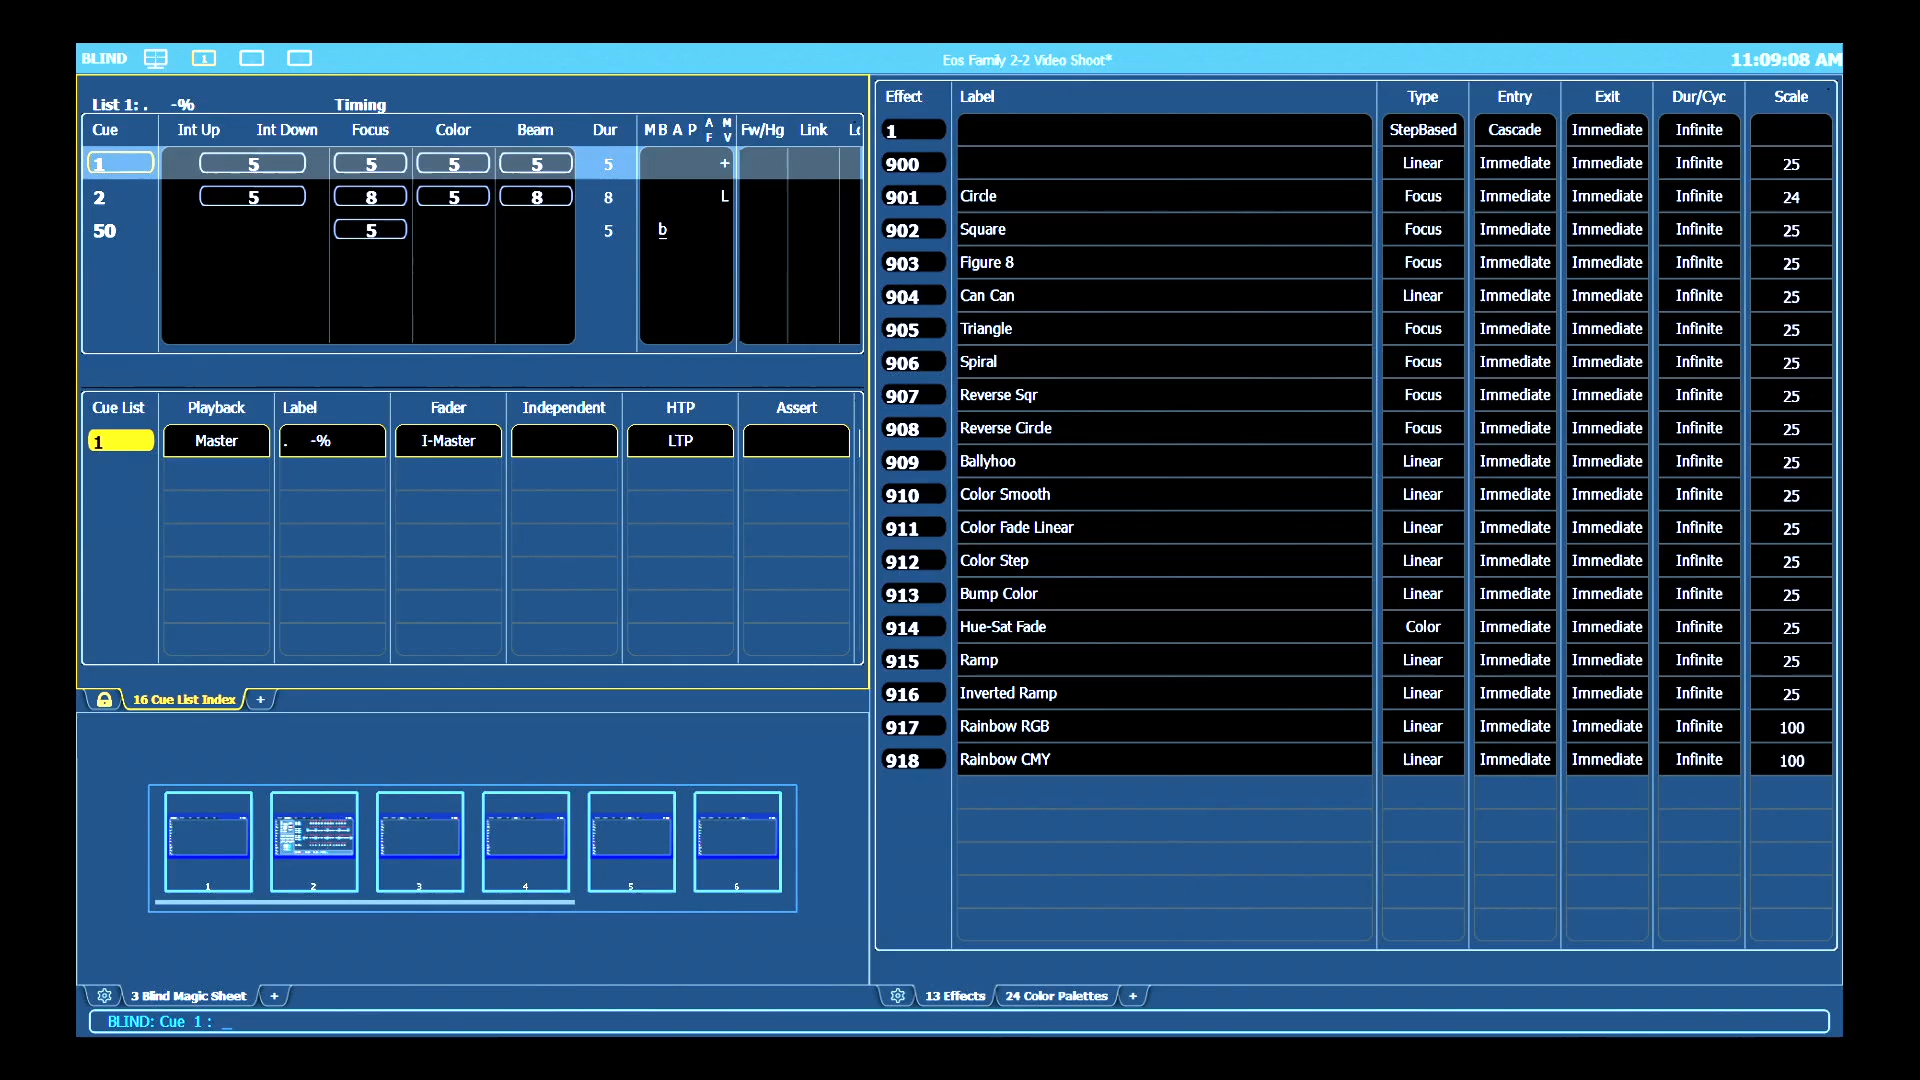 BLIND 1 Eos Family 2-2 Video Shoot* 11:09:08 AM
List 1: . -%  Timing
Cue Int Up Int Down Focus Color Beam Dur M B A P A F M V Fw/Hg Link
1 5 5 5 5 5 +
2 5 8 5 8 8 L
50 5 5 b
Cue List Playback Label Fader Independent HTP Assert
1 Master . -% I-Master LTP
16 Cue List Index +
1 2 3 4 5 6
3 Blind Magic Sheet +
Effect Label Type Entry Exit Dur/Cyc Scale
1 StepBased Cascade Immediate Infinite
900 Linear Immediate Immediate Infinite 25
901 Circle Focus Immediate Immediate Infinite 24
902 Square Focus Immediate Immediate Infinite 25
903 Figure 8 Focus Immediate Immediate Infinite 25
904 Can Can Linear Immediate Immediate Infinite 25
905 Triangle Focus Immediate Immediate Infinite 25
906 Spiral Focus Immediate Immediate Infinite 25
907 Reverse Sqr Focus Immediate Immediate Infinite 25
908 Reverse Circle Focus Immediate Immediate Infinite 25
909 Ballyhoo Linear Immediate Immediate Infinite 25
910 Color Smooth Linear Immediate Immediate Infinite 25
911 Color Fade Linear Linear Immediate Immediate Infinite 25
912 Color Step Linear Immediate Immediate Infinite 25
913 Bump Color Linear Immediate Immediate Infinite 25
914 Hue-Sat Fade Color Immediate Immediate Infinite 25
915 Ramp Linear Immediate Immediate Infinite 25
916 Inverted Ramp Linear Immediate Immediate Infinite 25
917 Rainbow RGB Linear Immediate Immediate Infinite 100
918 Rainbow CMY Linear Immediate Immediate Infinite 100
13 Effects 24 Color Palettes +
BLIND: Cue 1 : _